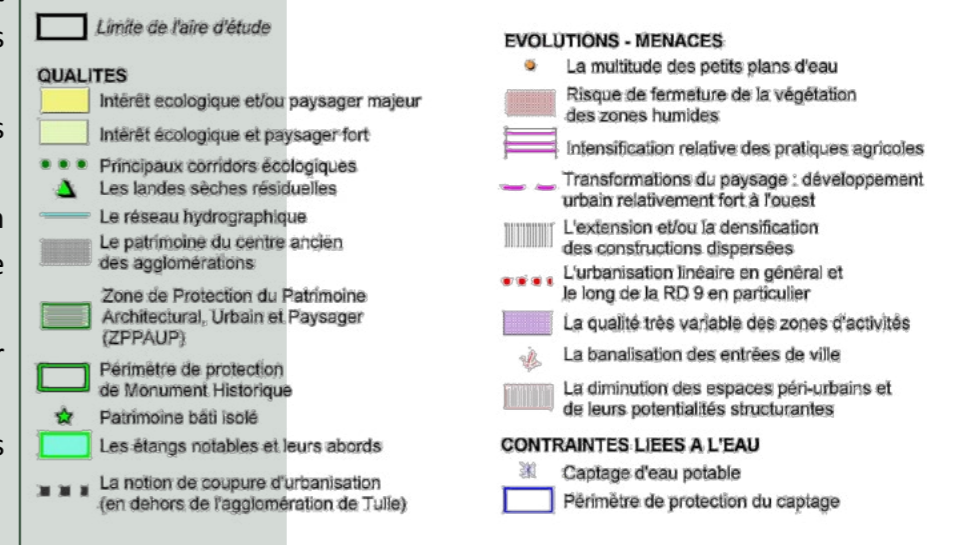 Limite de l'aire d'étude
QUALITES
Intérêt ecologique et/ou paysager majeur
Intérêt écologique et paysager fort
Principaux corridors écologiques
Les landes sèches résiduelles
Le réseau hydrographique
Le patrimoine du centre ancien
des agglomérations
Zone de Protection du Patrimoine
Architectural, Urbain et Paysager
(ZPPAUP)
Périmètre de protection
de Monument Historique
Patrimoine bâti isolé
Les étangs notables et leurs abords
La notion de coupure d'urbanisation
(en dehors de l'agglomération de Tulle)
EVOLUTIONS - MENACES
La multitude des petits plans d'eau
Risque de fermeture de la végétation
des zones humides
Intensification relative des pratiques agricoles
Transformations du paysage : développement
urbain relativement fort à l'ouest
L'extension et/ou la densification
des constructions dispersées
L'urbanisation linéaire en général et
le long de la RD 9 en particulier
La qualité très variable des zones d'activités
La banalisation des entrées de ville
La diminution des espaces péri-urbains et
de leurs potentialités structurantes
CONTRAINTES LIEES A L'EAU
Captage d'eau potable
Périmètre de protection du captage